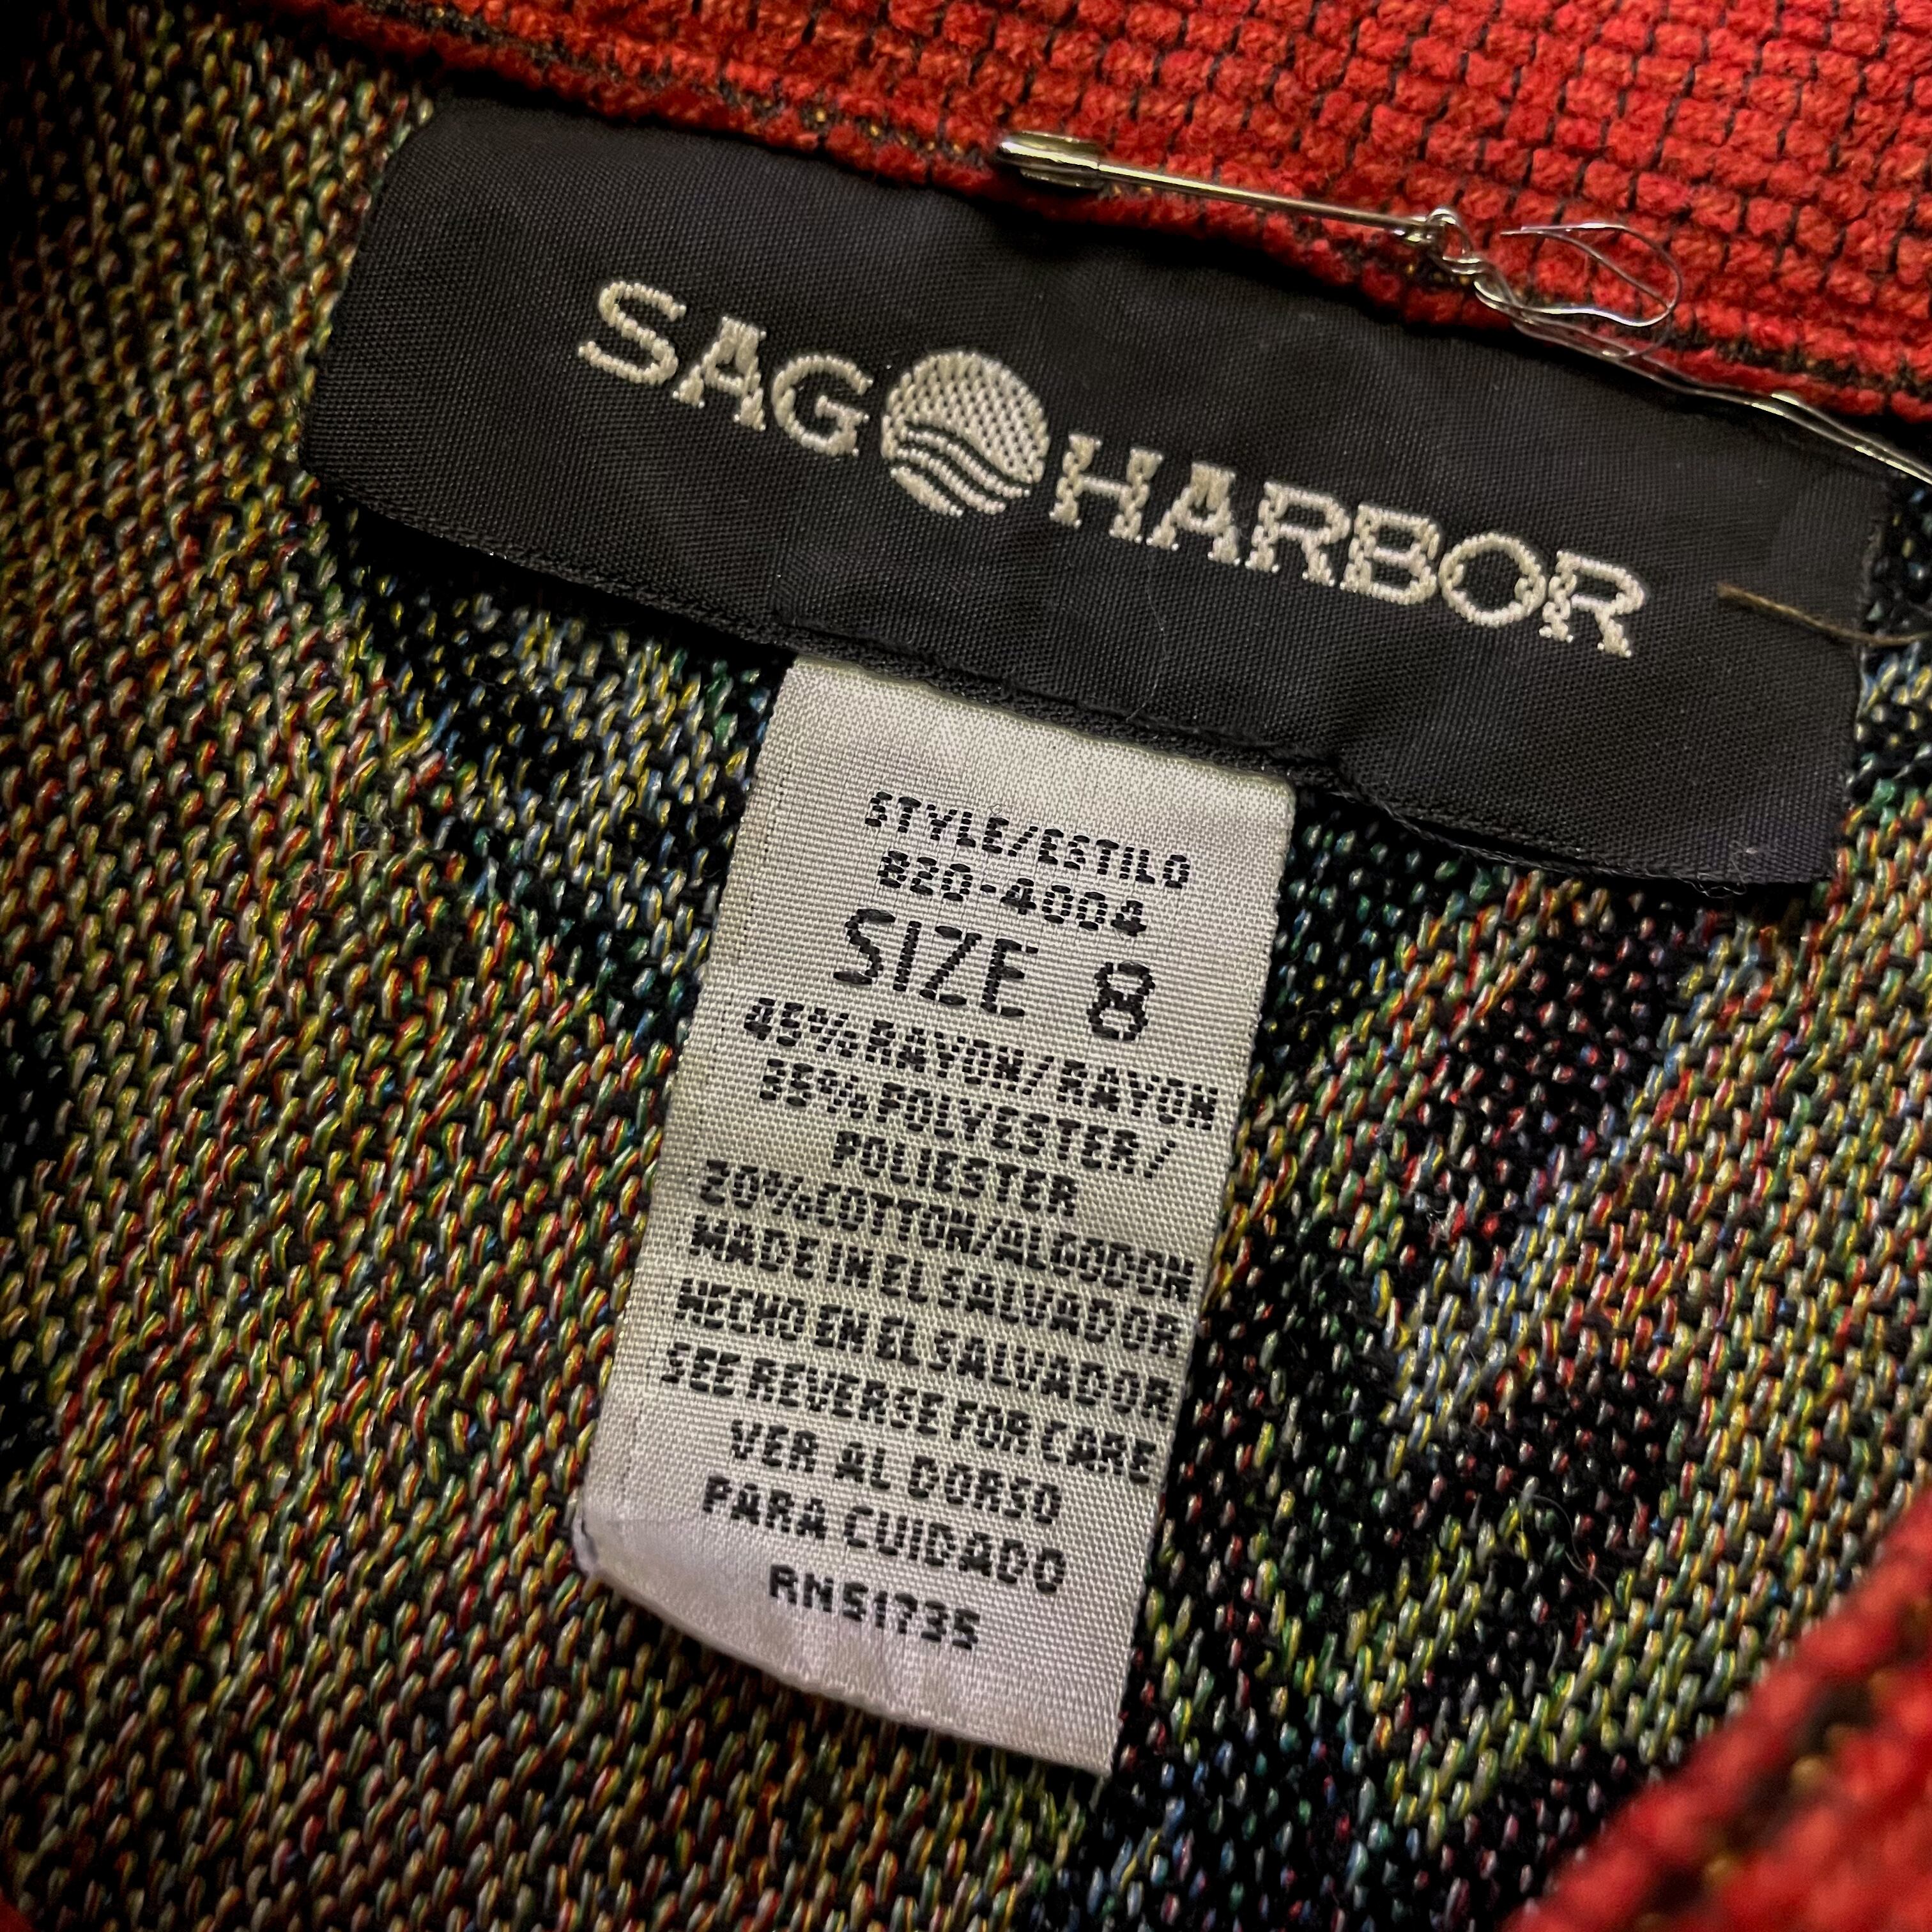 SAG HARBOR
STYLE/ESTILO
820-4004
SIZE 8
45%RAYON/RAYON
35%POLYESTER/
POLIESTER
20%COTTON/ALGODON
MADE IN EL SALVADOR
HECHO EN EL SALVADOR
SEE REVERSE FOR CARE
VER AL DORSO
PARA CUIDADO
RN51735